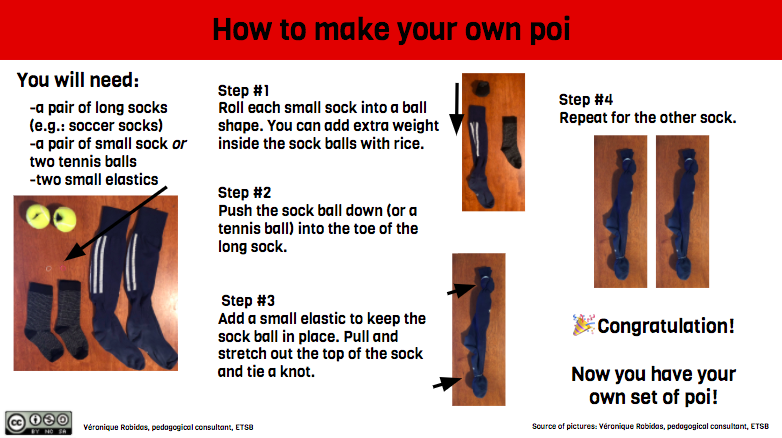 How to make your own poi
You will need:
-a pair of long socks
(e.g.: soccer socks)
-a pair of small sock or
two tennis balls
-two small elastics
Step #1
Roll each small sock into a ball
shape. You can add extra weight
inside the sock balls with rice.
Step #2
Push the sock ball down (or a
tennis ball) into the toe of the
long sock.
Step #3
Add a small elastic to keep the
sock ball in place. Pull and
stretch out the top of the sock
and tie a knot.
Step #4
Repeat for the other sock.
🎉Congratulation!
Now you have your
own set of poi!
cc
BY NC SA
Véronique Robidas, pedagogical consultant, ETSB
Source of pictures: Véronique Robidas, pedagogical consultant, ETSB